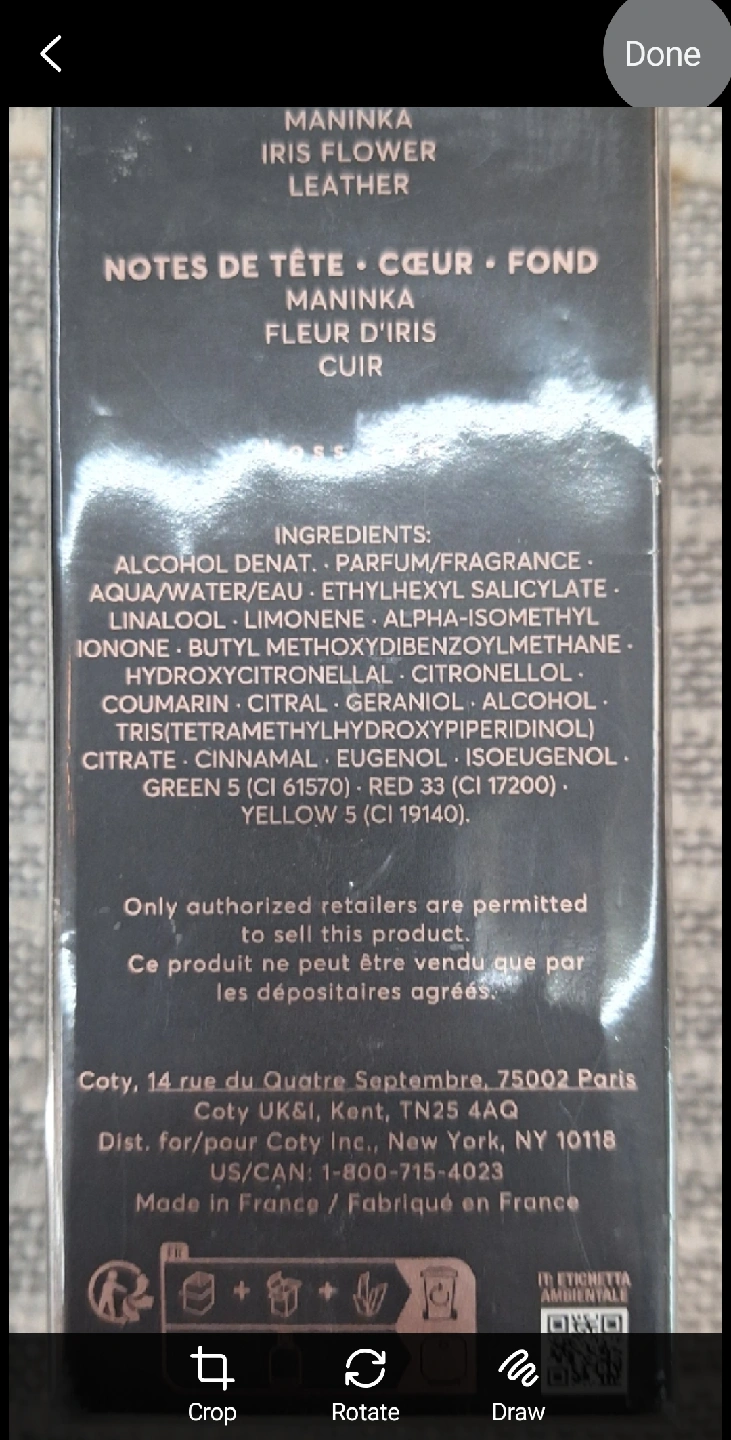 Done
MANINKA
IRIS FLOWER
LEATHER
NOTES DE TÊTE • CŒUR • FOND
MANINKA
FLEUR D'IRIS
CUIR
INGREDIENTS:
ALCOHOL DENAT. · PARFUM/FRAGRANCE ·
AQUA/WATER/EAU · ETHYLHEXYL SALICYLATE ·
LINALOOL · LIMONENE · ALPHA-ISOMETHYL
IONONE · BUTYL METHOXYDIBENZOYLMETHANE ·
HYDROXYCITRONELLAL · CITRONELLOL ·
COUMARIN · CITRAL · GERANIOL · ALCOHOL ·
TRIS(TETRAMETHYLHYDROXYPIPERIDINOL)
CITRATE · CINNAMAL · EUGENOL · ISOEUGENOL ·
GREEN 5 (CI 61570) · RED 33 (CI 17200) ·
YELLOW 5 (CI 19140).
Only authorized retailers are permitted
to sell this product.
Ce produit ne peut être vendu que par
les dépositaires agréés.
Coty, 14 rue du Quatre Septembre, 75002 Paris
Coty UK&I, Kent, TN25 4AQ
Dist. for/pour Coty Inc., New York, NY 10118
US/CAN: 1-800-715-4023
Made in France / Fabriqué en France
FR
IT: ETICHETTA
AMBIENTALE
Crop Rotate Draw